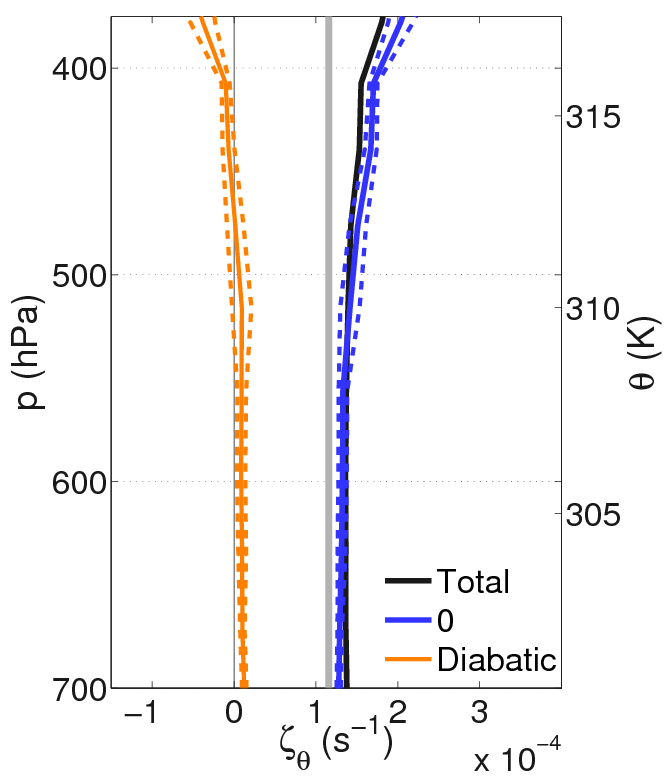 400
500
600
700
p (hPa)
315
310
305
θ (K)
Total
0
Diabatic
−1 0 1 2 3
ζθ (s−1)
x 10−4